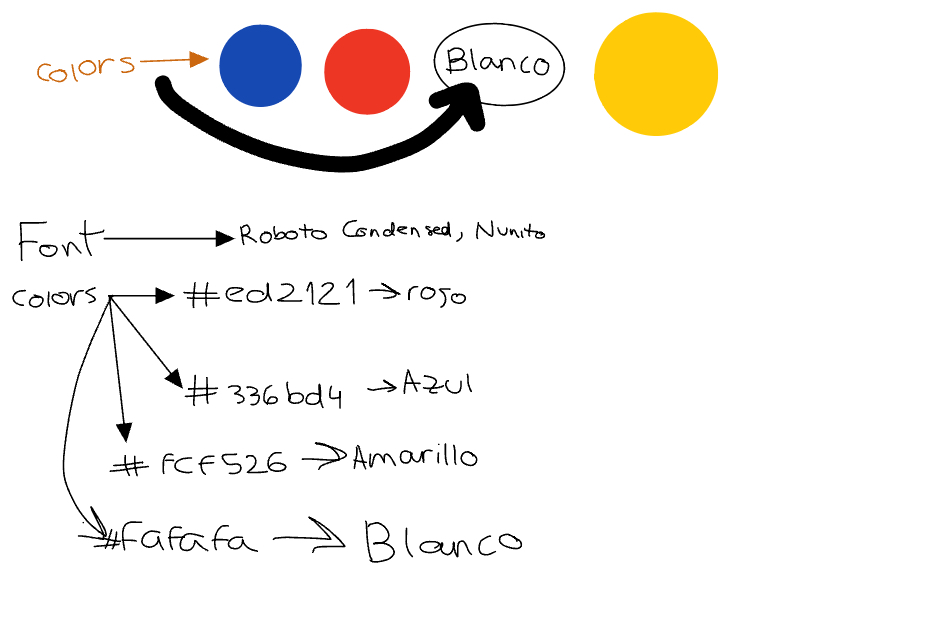 colors Blanco
Font Roboto Condensed, Nunito
colors #ed2121 rojo
#336bd4 Azul
#fcf526 Amarillo
#fafafa Blanco